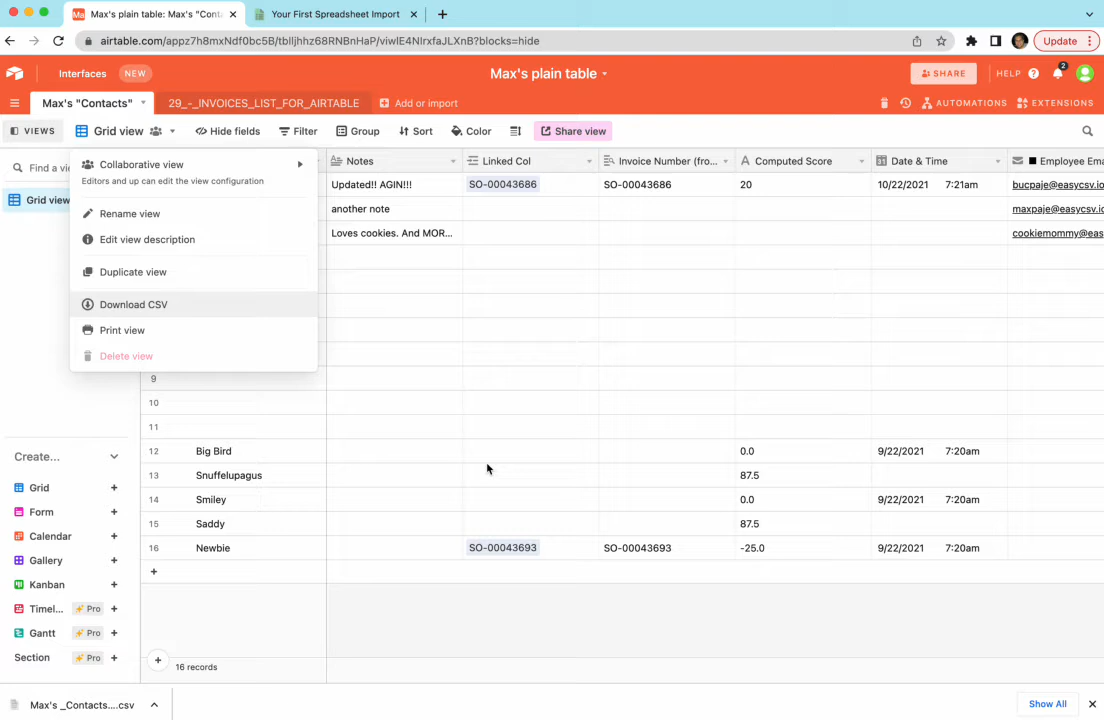 Max's plain table: Max's "Conta
Your First Spreadsheet Import
airtable.com/appz7h8mxNdf0bc5B/tblljhhz68RNBnHaP/viwlE4NIrxfaJLXnB?blocks=hide
Update
Interfaces NEW
Max's plain table
SHARE HELP 2
Max's "Contacts"
29_-_INVOICES_LIST_FOR_AIRTABLE
Add or import
AUTOMATIONS EXTENSIONS
VIEWS Grid view Hide fields Filter Group Sort Color Share view
Find a vie
Grid view
Collaborative view
Editors and up can edit the view configuration
Rename view
Edit view description
Duplicate view
Download CSV
Print view
Delete view
Notes Linked Col Invoice Number (fro... Computed Score Date & Time Employee Ema
Updated!! AGIN!!! SO-00043686 SO-00043686 20 10/22/2021 7:21am bucpaje@easycsv.io
another note maxpaje@easycsv.io
Loves cookies. And MOR... cookiemommy@eas
9
10
11
12 Big Bird 0.0 9/22/2021 7:20am
13 Snuffelupagus 87.5
14 Smiley 0.0 9/22/2021 7:20am
15 Saddy 87.5
16 Newbie SO-00043693 SO-00043693 -25.0 9/22/2021 7:20am
+
Create...
Grid +
Form +
Calendar +
Gallery +
Kanban +
Timel... Pro +
Gantt Pro +
Section Pro +
+ 16 records
Max's _Contacts....csv
Show All